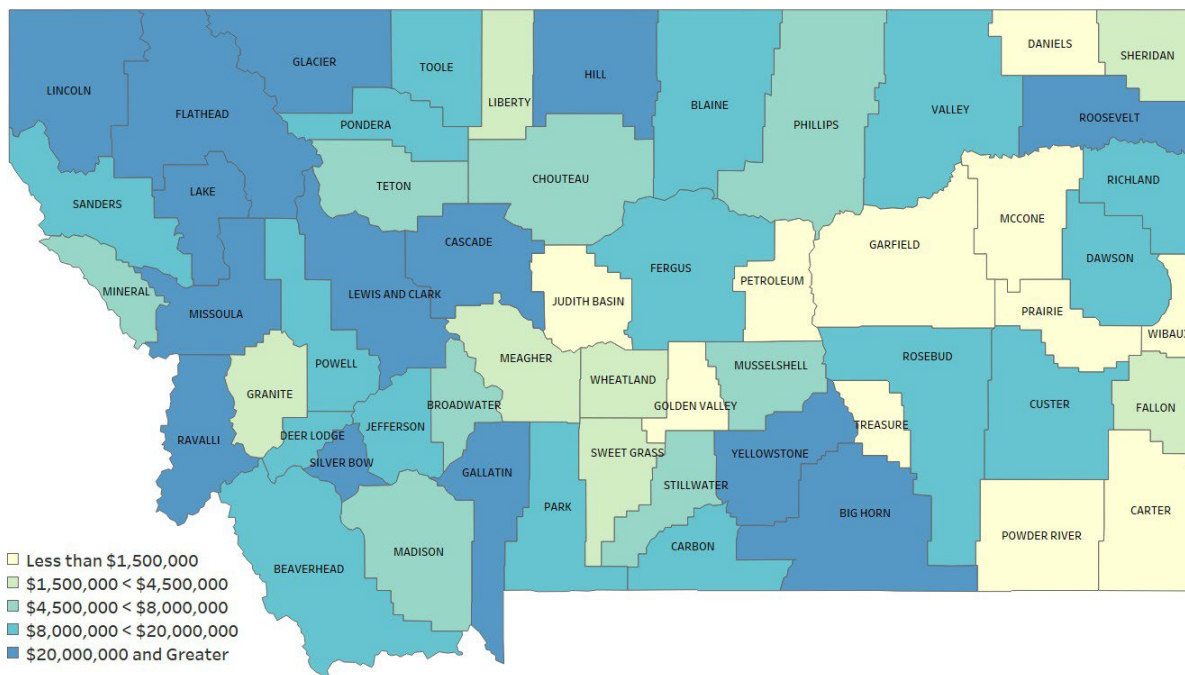 DANIELS
SHERIDAN
GLACIER
TOOLE
HILL
LINCOLN
LIBERTY
BLAINE
VALLEY
FLATHEAD
ROOSEVELT
PONDERA
PHILLIPS
CHOUTEAU
RICHLAND
TETON
LAKE
SANDERS
MCCONE
CASCADE
GARFIELD
DAWSON
FERGUS
PETROLEUM
MINERAL
LEWIS AND CLARK
JUDITH BASIN
PRAIRIE
MISSOULA
WIBAUX
MEAGHER
ROSEBUD
POWELL
MUSSELSHELL
WHEATLAND
GRANITE
CUSTER
FALLON
BROADWATER
GOLDEN VALLEY
JEFFERSON
TREASURE
DEER LODGE
RAVALLI
SWEET GRASS
YELLOWSTONE
SILVER BOW
GALLATIN
STILLWATER
PARK
BIG HORN
CARTER
POWDER RIVER
CARBON
MADISON
BEAVERHEAD
Less than $1,500,000
$1,500,000 < $4,500,000
$4,500,000 < $8,000,000
$8,000,000 < $20,000,000
$20,000,000 and Greater